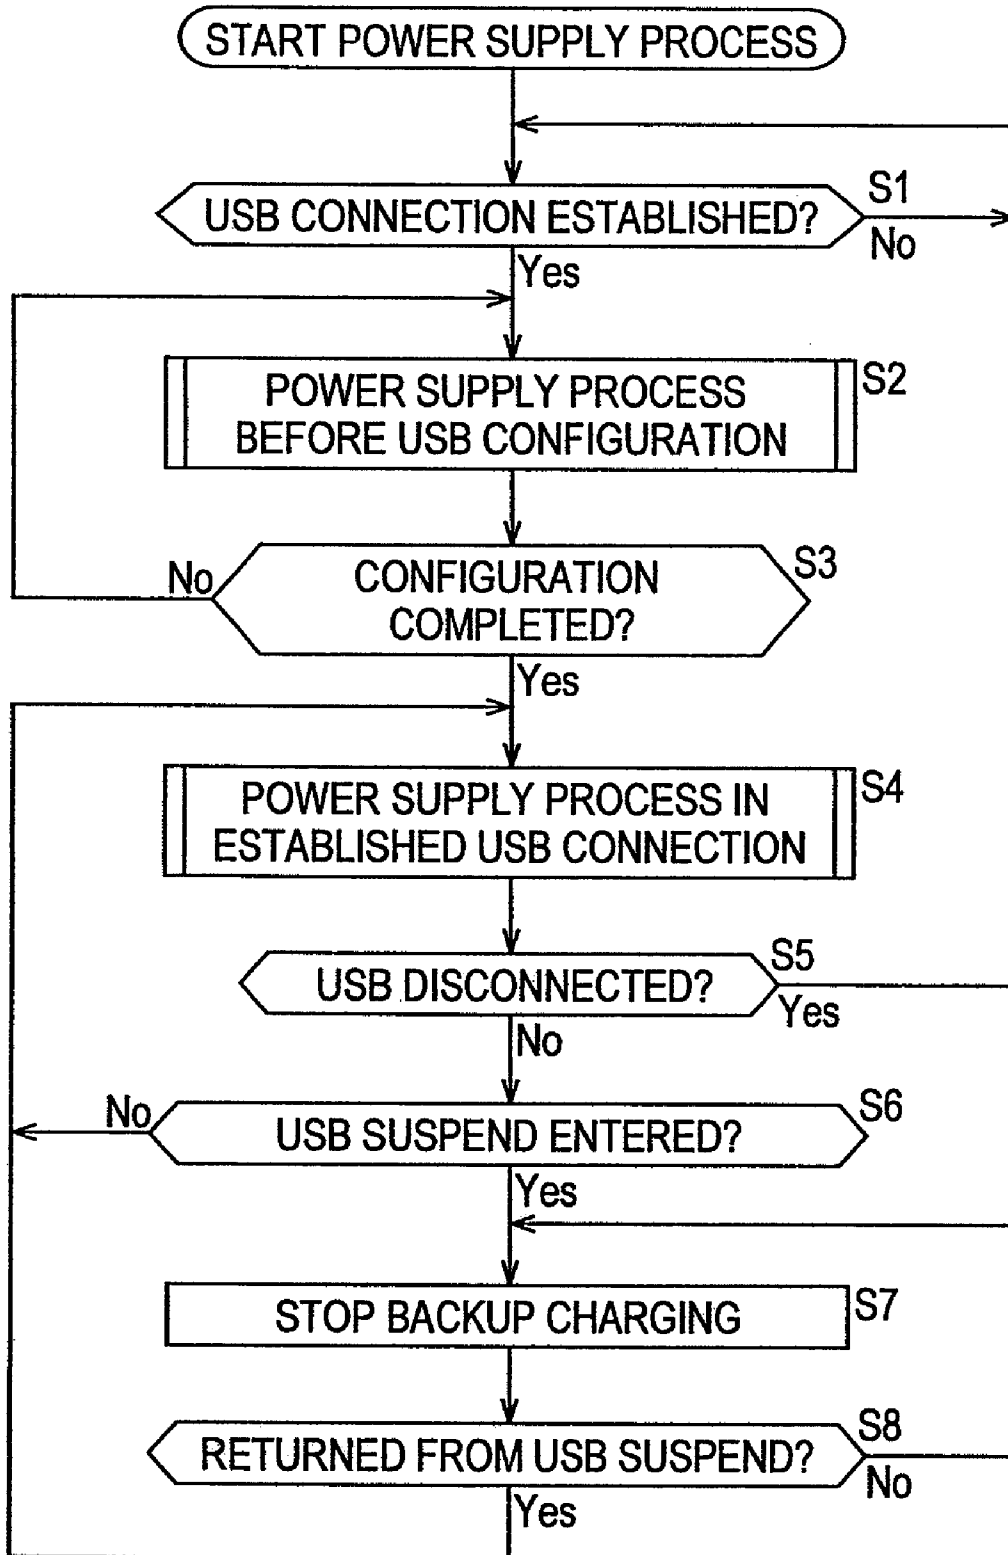 START POWER SUPPLY PROCESS
S1
USB CONNECTION ESTABLISHED?
No
Yes
S2
POWER SUPPLY PROCESS
BEFORE USB CONFIGURATION
S3
No
CONFIGURATION
COMPLETED?
Yes
S4
POWER SUPPLY PROCESS IN
ESTABLISHED USB CONNECTION
S5
USB DISCONNECTED?
Yes
No
S6
No
USB SUSPEND ENTERED?
Yes
S7
STOP BACKUP CHARGING
S8
RETURNED FROM USB SUSPEND?
No
Yes